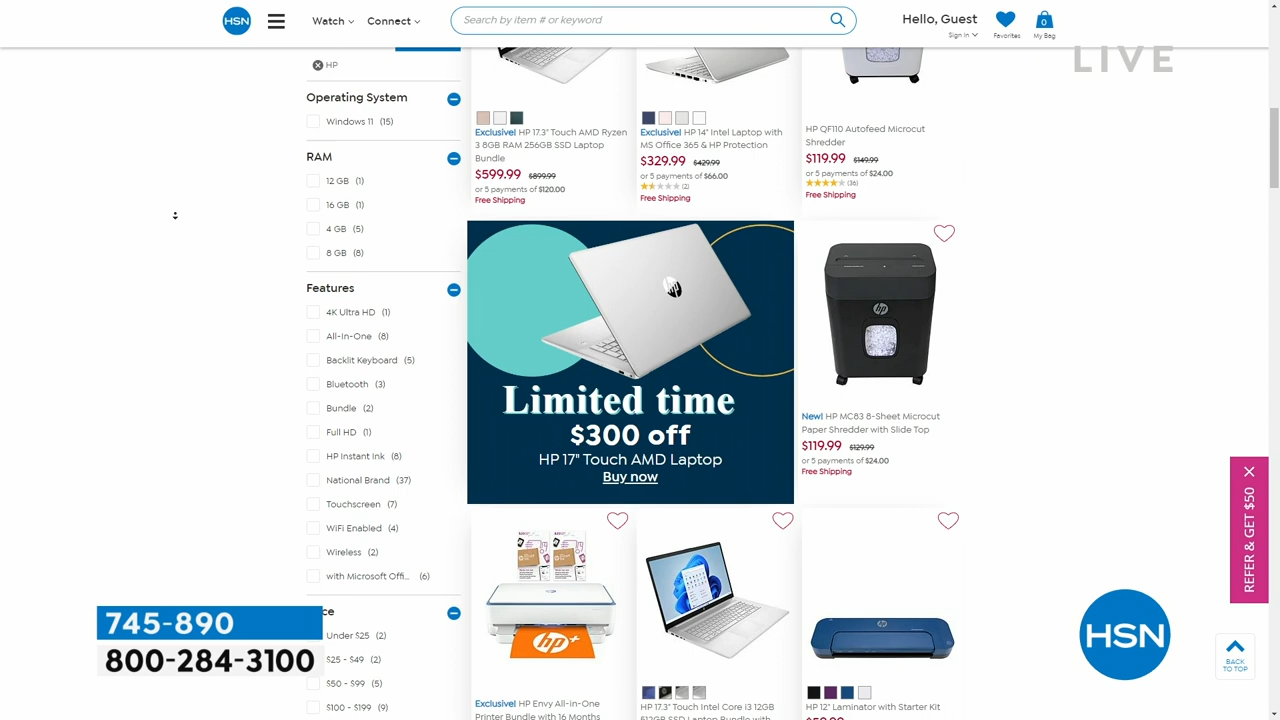 HSN
Watch
Connect
Search by item # or keyword
Hello, Guest
Sign In
Favorites
0
My Bag
LIVE
HP
Operating System
Windows 11 (15)
RAM
12 GB (1)
16 GB (1)
4 GB (5)
8 GB (8)
Features
4K Ultra HD (1)
All-In-One (8)
Backlit Keyboard (5)
Bluetooth (3)
Bundle (2)
Full HD (1)
HP Instant Ink (8)
National Brand (37)
Touchscreen (7)
WiFi Enabled (4)
Wireless (2)
with Microsoft Offi... (6)
ce
Under $25 (2)
$25 - $49 (2)
$50 - $99 (5)
$100 - $199 (9)
Exclusive! HP 17.3" Touch AMD Ryzen
3 8GB RAM 256GB SSD Laptop
Bundle
$599.99 $899.99
or 5 payments of $120.00
Free Shipping
Exclusive! HP 14" Intel Laptop with
MS Office 365 & HP Protection
$329.99 $429.99
or 5 payments of $66.00
(2)
Free Shipping
HP QF110 Autofeed Microcut
Shredder
$119.99 $149.99
or 5 payments of $24.00
(36)
Free Shipping
hp
Limited time
$300 off
HP 17" Touch AMD Laptop
Buy now
hp
New! HP MC83 8-Sheet Microcut
Paper Shredder with Slide Top
$119.99 $129.99
or 5 payments of $24.00
Free Shipping
hp+
Exclusive! HP Envy All-in-One
Printer Bundle with 16 Months
HP 17.3" Touch Intel Core i3 12GB
512GB SSD Laptop Bundle with
HP 12" Laminator with Starter Kit
REFER & GET $50
745-890
800-284-3100
HSN
BACK
TO TOP